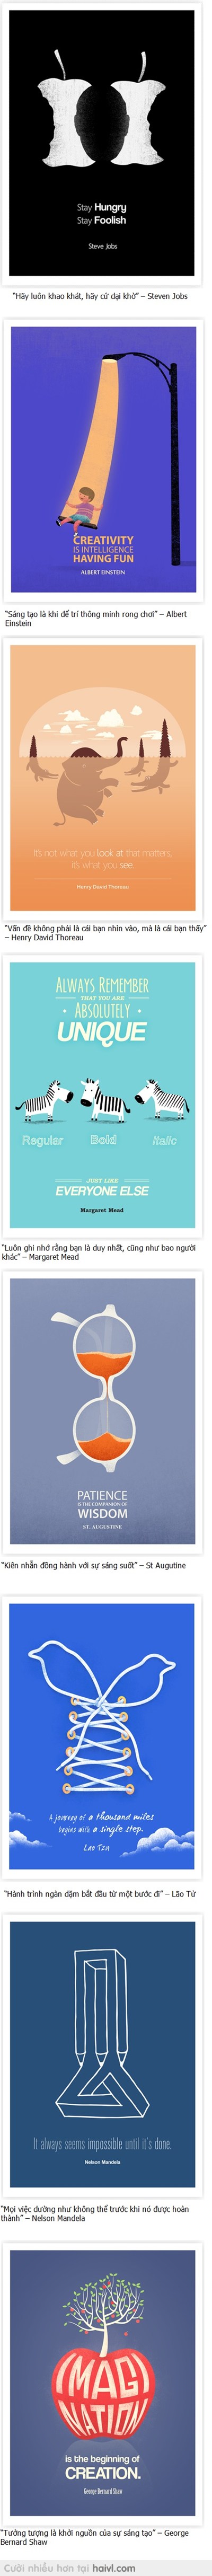 Stay Hungry
Stay Foolish
Steve Jobs
"Hãy luôn khao khát, hãy cứ dại khờ" – Steven Jobs
CREATIVITY
IS INTELLIGENCE
HAVING FUN
ALBERT EINSTEIN
"Sáng tạo là khi để trí thông minh rong chơi" – Albert
Einstein
It's not what you look at that matters,
it's what you see.
Henry David Thoreau
"Vấn đề không phải là cái bạn nhìn vào, mà là cái bạn thấy"
– Henry David Thoreau
ALWAYS REMEMBER
THAT YOU ARE
ABSOLUTELY
UNIQUE
Regular Bold Italic
JUST LIKE
EVERYONE ELSE
Margaret Mead
"Luôn ghi nhớ rằng bạn là duy nhất, cũng như bao người
khác" – Margaret Mead
PATIENCE
IS THE COMPANION OF
WISDOM
ST. AUGUSTINE
"Kiên nhẫn đồng hành với sự sáng suốt" – St Augutine
A journey of a thousand miles
begins with a single step.
Lao Tzu
"Hành trình ngàn dặm bắt đầu từ một bước đi" – Lão Tử
It always seems impossible until it's done.
Nelson Mandela
"Mọi việc dường như không thể trước khi nó được hoàn
thành" – Nelson Mandela
IMAGI
NATION
is the beginning of
CREATION.
George Bernard Shaw
"Tưởng tượng là khởi nguồn của sự sáng tạo" – George
Bernard Shaw
Cười nhiều hơn tại haivl.com